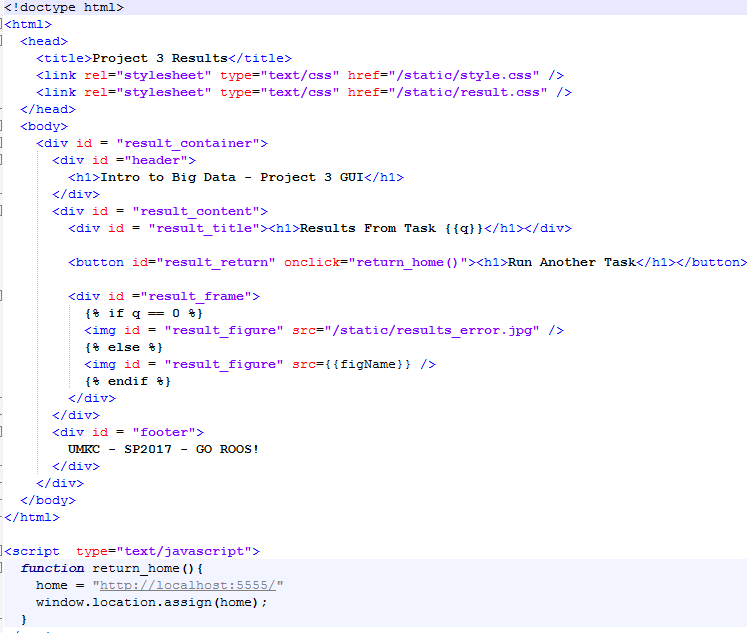 <!doctype html>
<html>
  <head>
    <title>Project 3 Results</title>
    <link rel="stylesheet" type="text/css" href="/static/style.css" />
    <link rel="stylesheet" type="text/css" href="/static/result.css" />
  </head>
  <body>
    <div id = "result_container">
      <div id ="header">
        <h1>Intro to Big Data - Project 3 GUI</h1>
      </div>
      <div id = "result_content">
        <div id = "result_title"><h1>Results From Task {{q}}</h1></div>

        <button id="result_return" onclick="return_home()"><h1>Run Another Task</h1></button>

        <div id ="result_frame">
          {% if q == 0 %}
          <img id = "result_figure" src="/static/results_error.jpg" />
          {% else %}
          <img id = "result_figure" src={{figName}} />
          {% endif %}
        </div>
      </div>
      <div id = "footer">
        UMKC - SP2017 - GO ROOS!
      </div>
    </div>
  </body>
</html>

<script  type="text/javascript">
  function return_home(){
    home = "http://localhost:5555/"
    window.location.assign(home);
  }